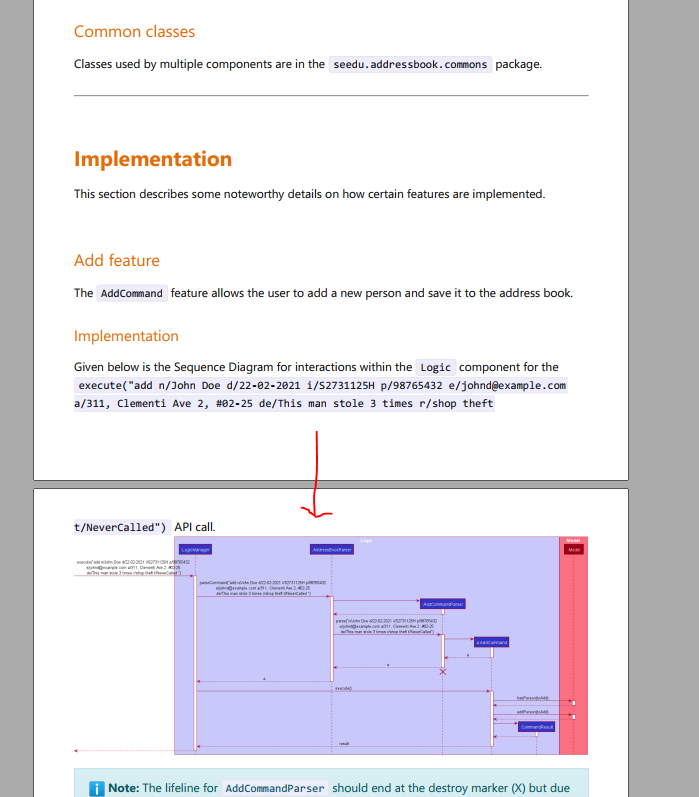 Common classes
Classes used by multiple components are in the seedu.addressbook.commons package.
Implementation
This section describes some noteworthy details on how certain features are implemented.
Add feature
The AddCommand feature allows the user to add a new person and save it to the address book.
Implementation
Given below is the Sequence Diagram for interactions within the Logic component for the
execute("add n/John Doe d/22-02-2021 i/S2731125H p/98765432 e/johnd@example.com
a/311, Clementi Ave 2, #02-25 de/This man stole 3 times r/shop theft
t/NeverCalled") API call.
Logic
Model
LogicManager
AddressBookParser
Model
execute("add n/John Doe d/22-02-2021 i/S2731125H p/98765432
e/johnd@example.com a/311, Clementi Ave 2, #02-25
de/This man stole 3 times r/shop theft t/NeverCalled")
parseCommand("add n/John Doe d/22-02-2021 i/S2731125H p/98765432
e/johnd@example.com a/311, Clementi Ave 2, #02-25
de/This man stole 3 times r/shop theft t/NeverCalled")
AddCommandParser
parse("n/John Doe d/22-02-2021 i/S2731125H p/98765432
e/johnd@example.com a/311, Clementi Ave 2, #02-25
de/This man stole 3 times r/shop theft t/NeverCalled")
a:AddCommand
a
a
a
execute()
hasPerson(toAdd)
addPerson(toAdd)
CommandResult
result
Note: The lifeline for AddCommandParser should end at the destroy marker (X) but due